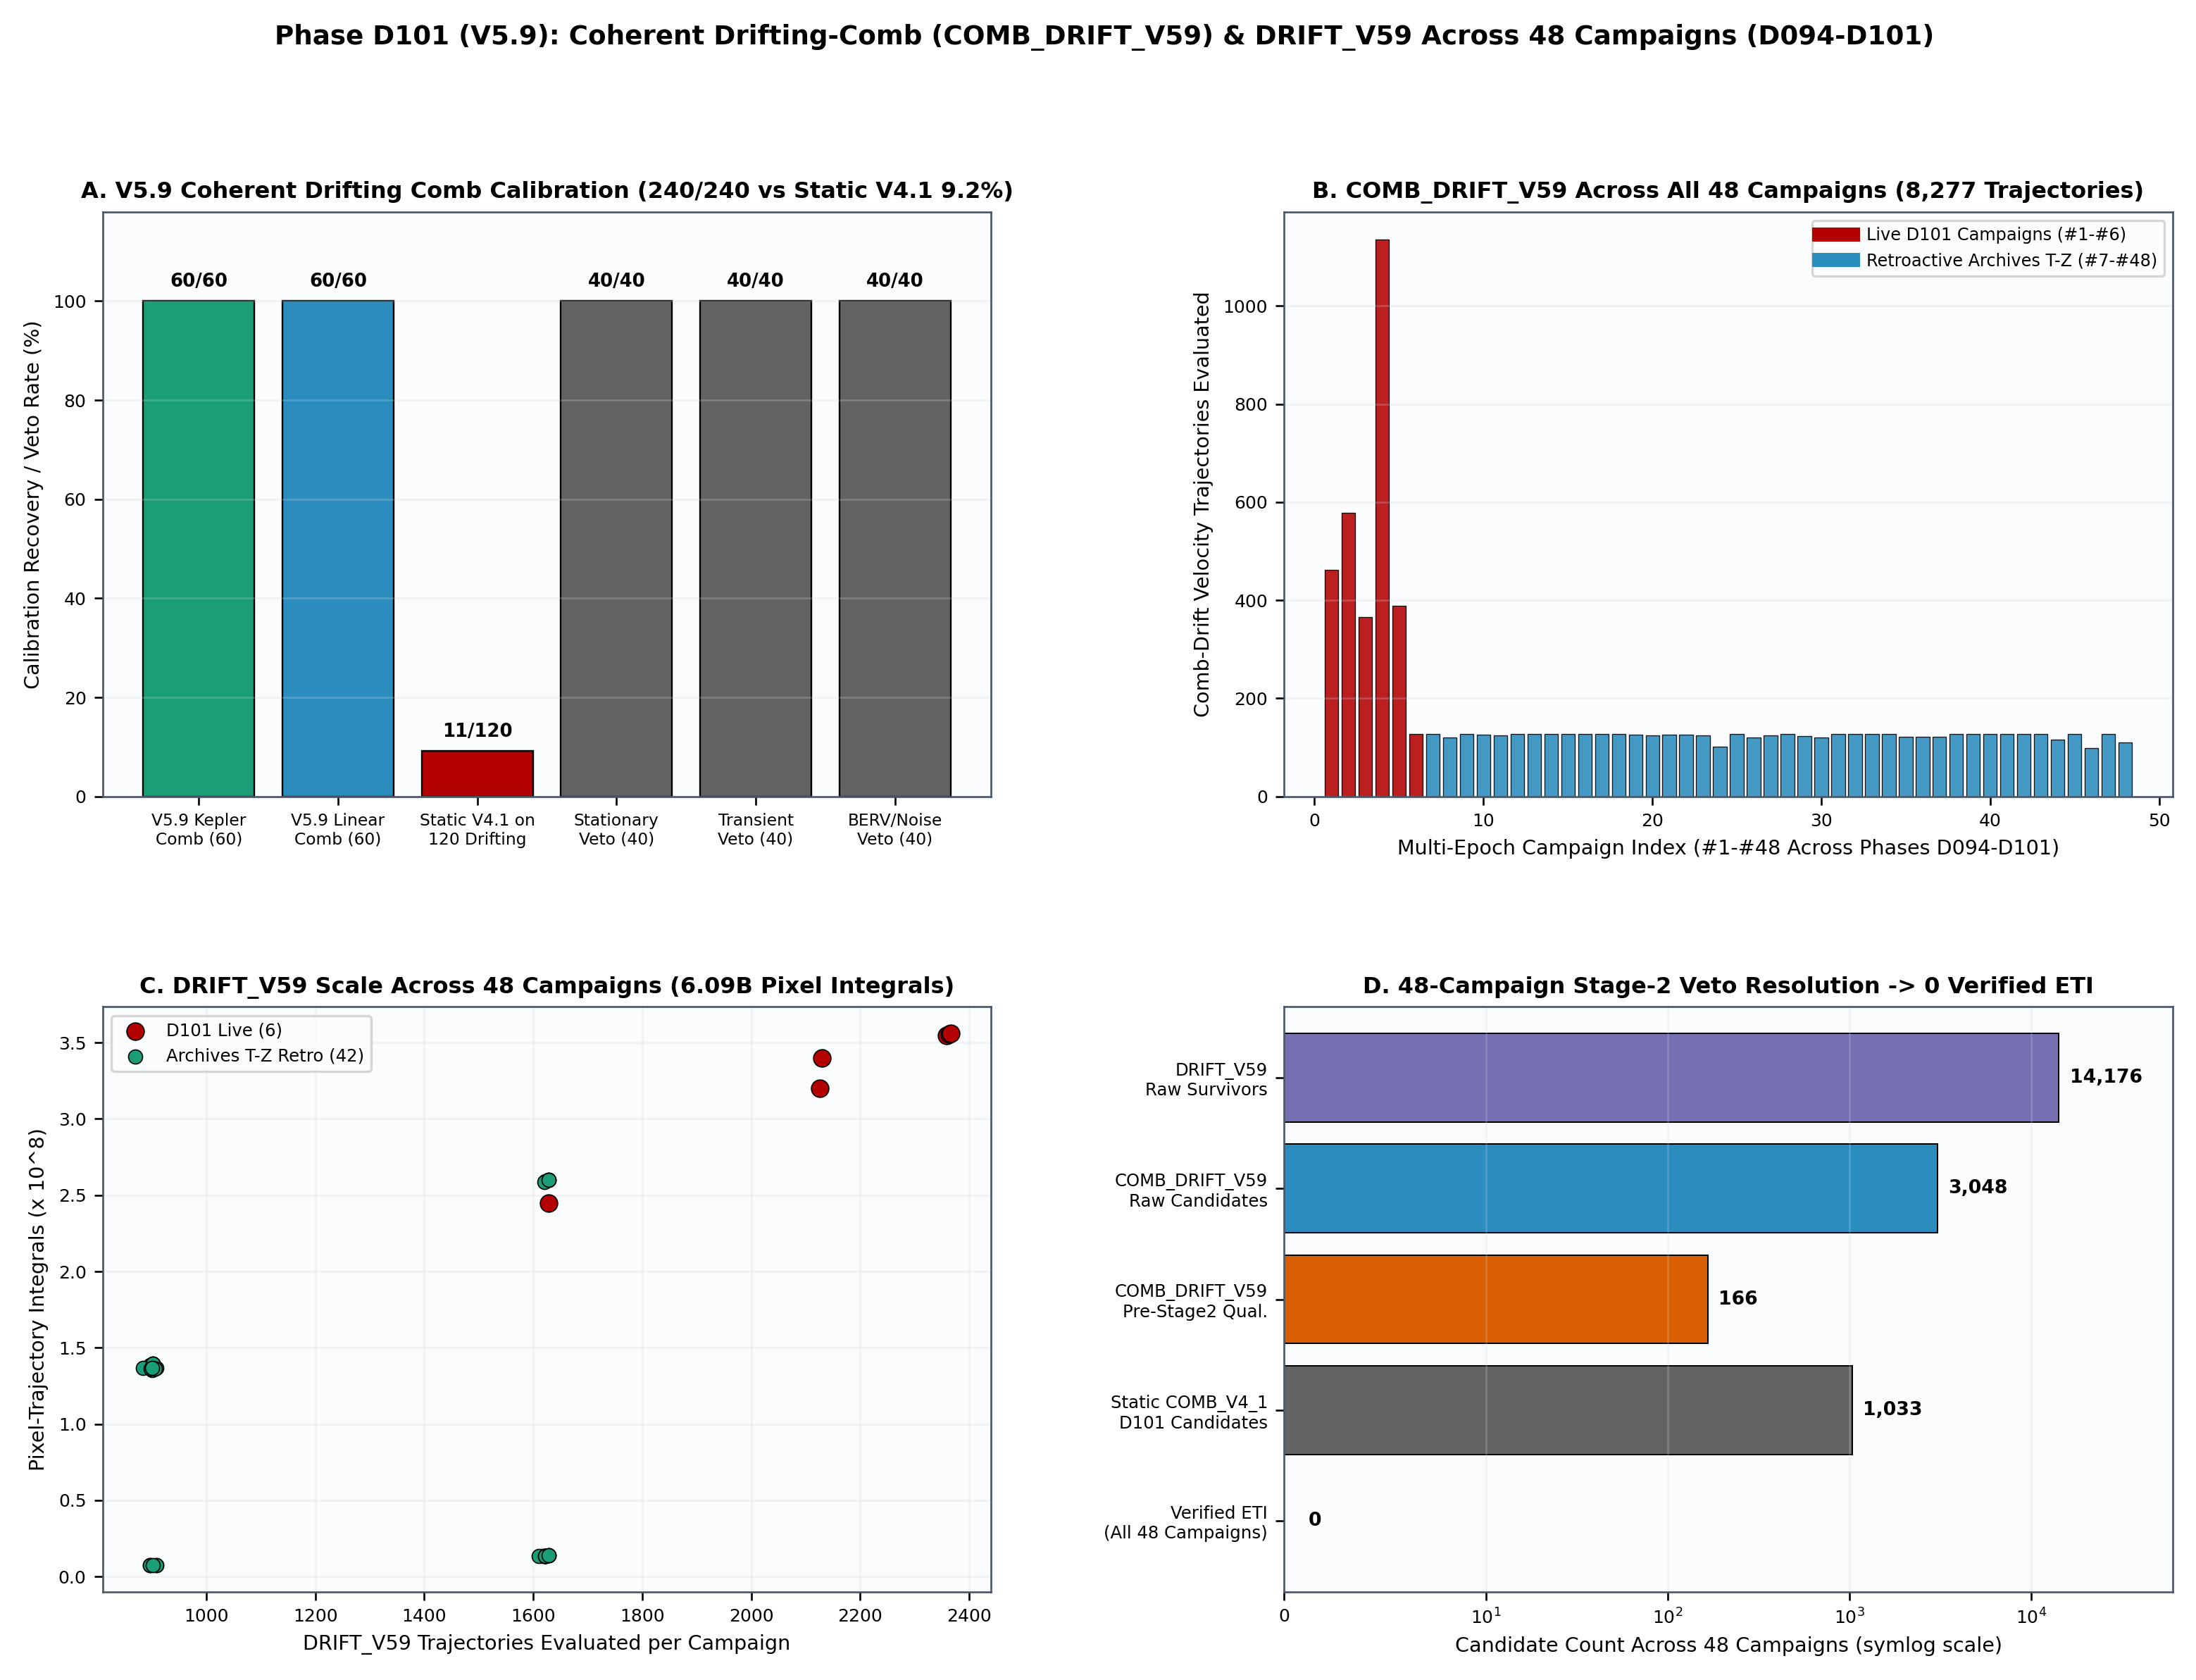 Phase D101 (V5.9): Coherent Drifting-Comb (COMB_DRIFT_V59) & DRIFT_V59 Across 48 Campaigns (D094-D101)
A. V5.9 Coherent Drifting Comb Calibration (240/240 vs Static V4.1 9.2%)
Calibration Recovery / Veto Rate (%)
100
80
60
40
20
0
60/60
60/60
11/120
40/40
40/40
40/40
V5.9 Kepler
Comb (60)
V5.9 Linear
Comb (60)
Static V4.1 on
120 Drifting
Stationary
Veto (40)
Transient
Veto (40)
BERV/Noise
Veto (40)
B. COMB_DRIFT_V59 Across All 48 Campaigns (8,277 Trajectories)
Comb-Drift Velocity Trajectories Evaluated
1000
800
600
400
200
0
Live D101 Campaigns (#1-#6)
Retroactive Archives T-Z (#7-#48)
0
10
20
30
40
50
Multi-Epoch Campaign Index (#1-#48 Across Phases D094-D101)
C. DRIFT_V59 Scale Across 48 Campaigns (6.09B Pixel Integrals)
Pixel-Trajectory Integrals (x 10^8)
D101 Live (6)
Archives T-Z Retro (42)
3.5
3.0
2.5
2.0
1.5
1.0
0.5
0.0
1000
1200
1400
1600
1800
2000
2200
2400
DRIFT_V59 Trajectories Evaluated per Campaign
D. 48-Campaign Stage-2 Veto Resolution -> 0 Verified ETI
DRIFT_V59
Raw Survivors
14,176
COMB_DRIFT_V59
Raw Candidates
3,048
COMB_DRIFT_V59
Pre-Stage2 Qual.
166
Static COMB_V4_1
D101 Candidates
1,033
Verified ETI
(All 48 Campaigns)
0
0
10¹
10²
10³
10⁴
Candidate Count Across 48 Campaigns (symlog scale)